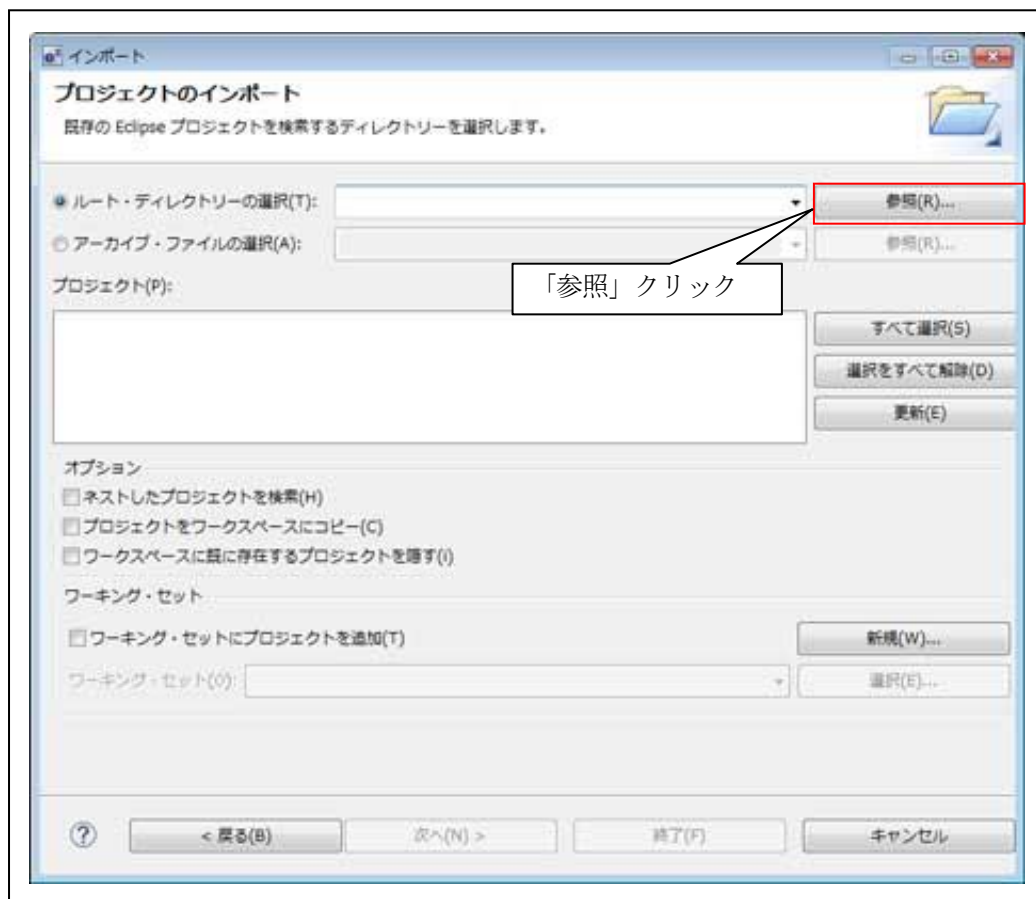 インポート
プロジェクトのインポート
既存の Eclipse プロジェクトを検索するディレクトリーを選択します。
ルート・ディレクトリーの選択(T):
参照(R)...
アーカイブ・ファイルの選択(A):
参照(R)...
「参照」クリック
プロジェクト(P):
すべて選択(S)
選択をすべて解除(D)
更新(E)
オプション
ネストしたプロジェクトを検索(H)
プロジェクトをワークスペースにコピー(C)
ワークスペースに既に存在するプロジェクトを隠す(i)
ワーキング・セット
ワーキング・セットにプロジェクトを追加(T)
新規(W)...
ワーキング・セット(O):
選択(E)...
?
< 戻る(B)
次へ(N) >
終了(F)
キャンセル